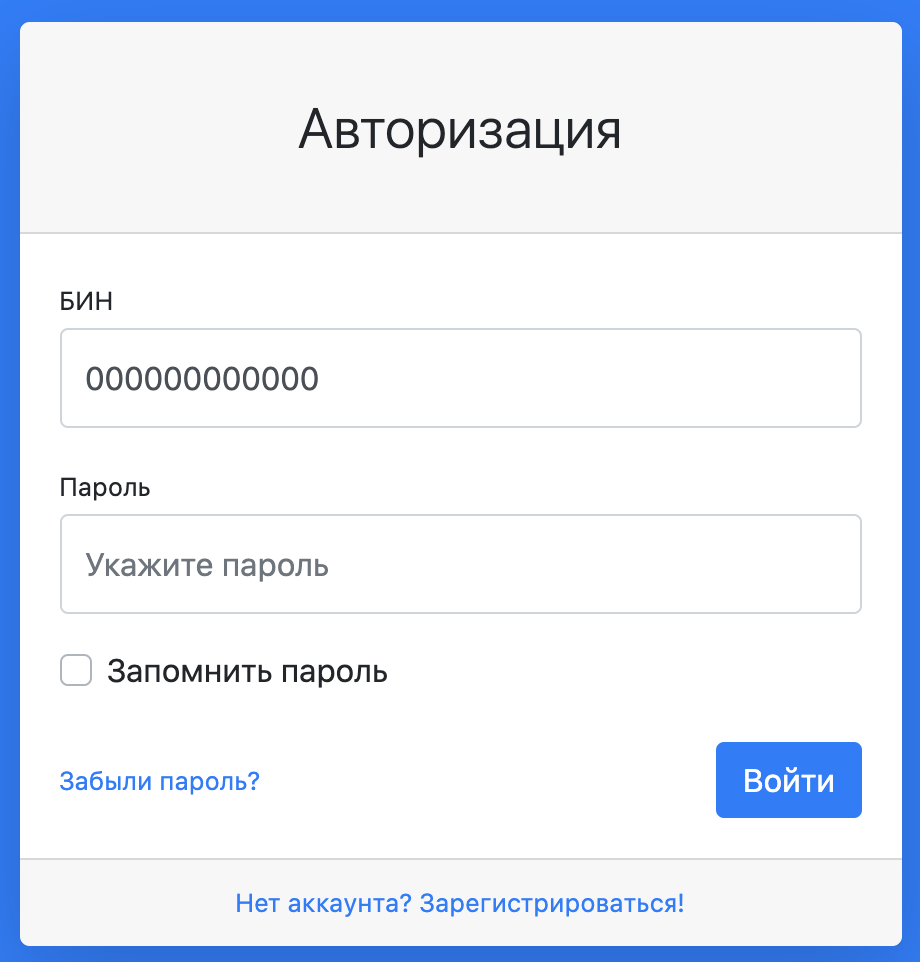 Авторизация
БИН
000000000000
Пароль
Укажите пароль
Запомнить пароль
Забыли пароль?
Войти
Нет аккаунта? Зарегистрироваться!